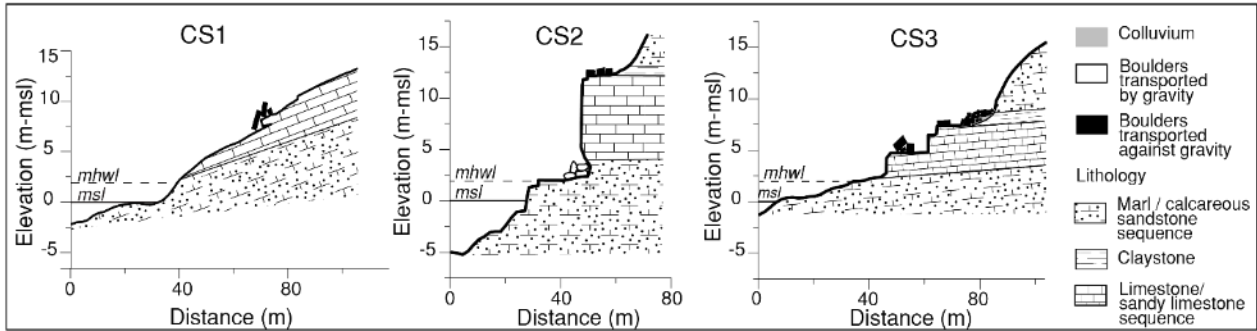 CS1
15
10
5
0
-5
mhwl
msl
Elevation (m-msl)
0
40
80
Distance (m)
CS2
15
10
5
0
-5
mhwl
msl
Elevation (m-msl)
0
40
80
Distance (m)
CS3
15
10
5
0
-5
mhwl
msl
Elevation (m-msl)
0
40
80
Distance (m)
Colluvium
Boulders
transported
by gravity
Boulders
transported
against gravity
Lithology
Marl / calcareous
sandstone
sequence
Claystone
Limestone/
sandy limestone
sequence